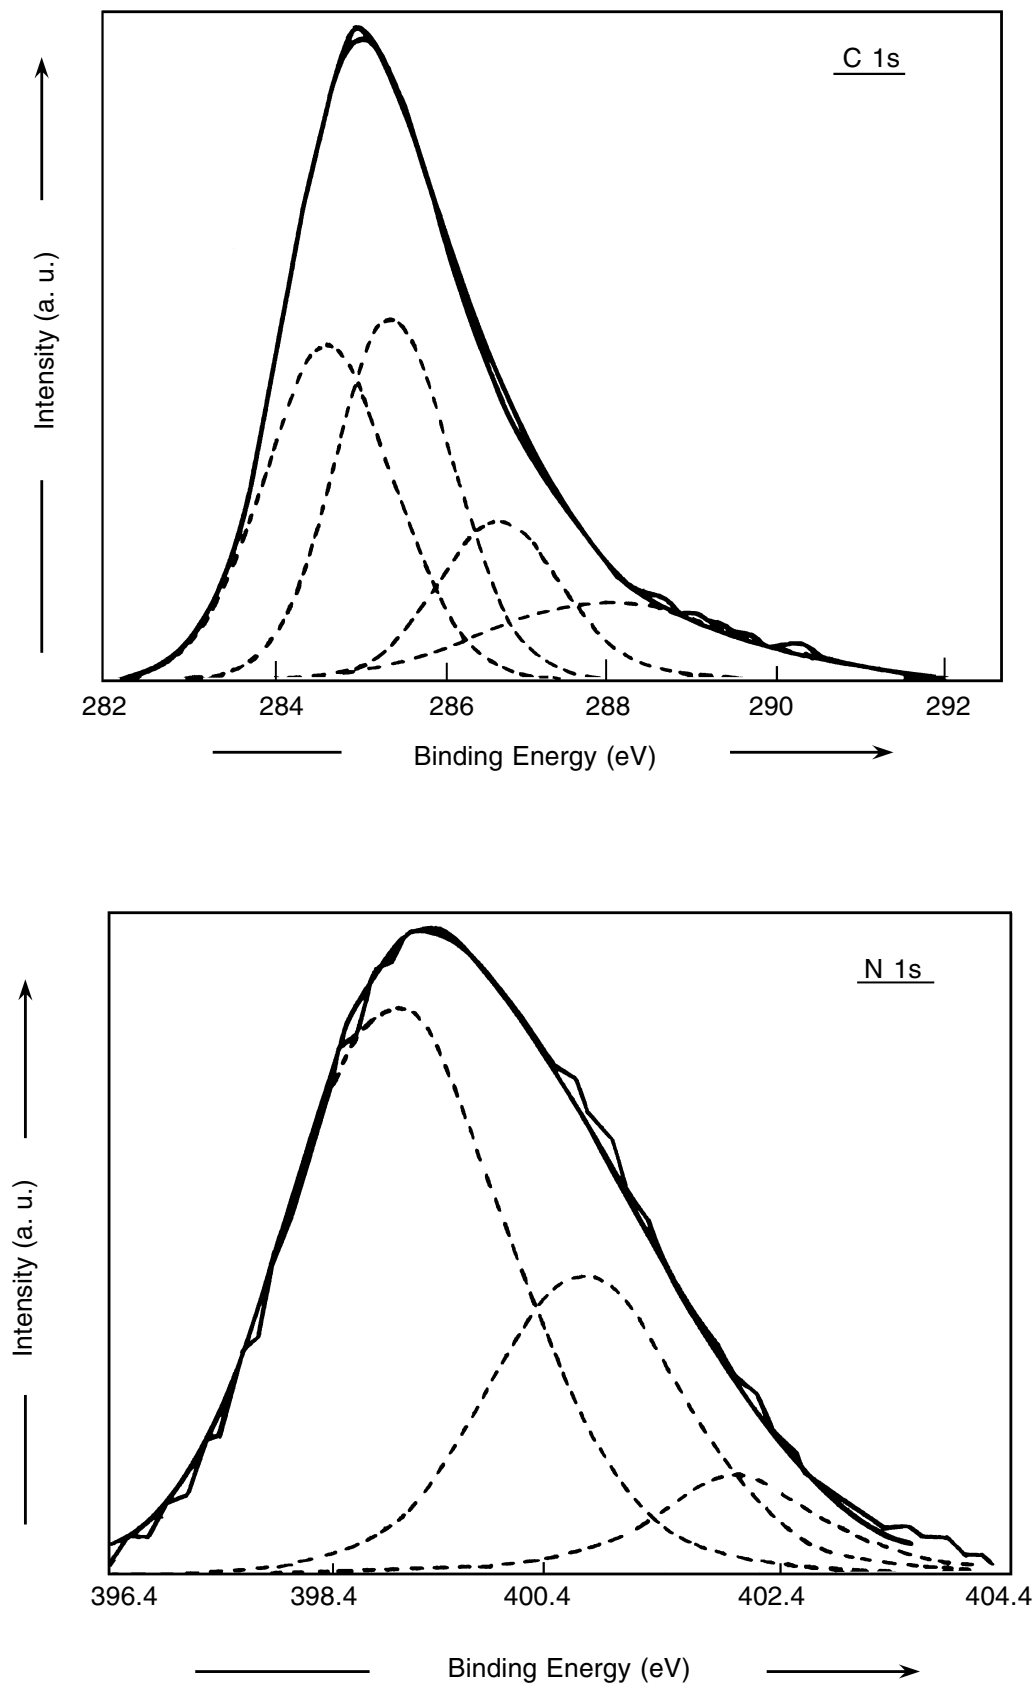 C 1s
Intensity (a. u.)
282 284 286 288 290 292
Binding Energy (eV)
N 1s
Intensity (a. u.)
396.4 398.4 400.4 402.4 404.4
Binding Energy (eV)